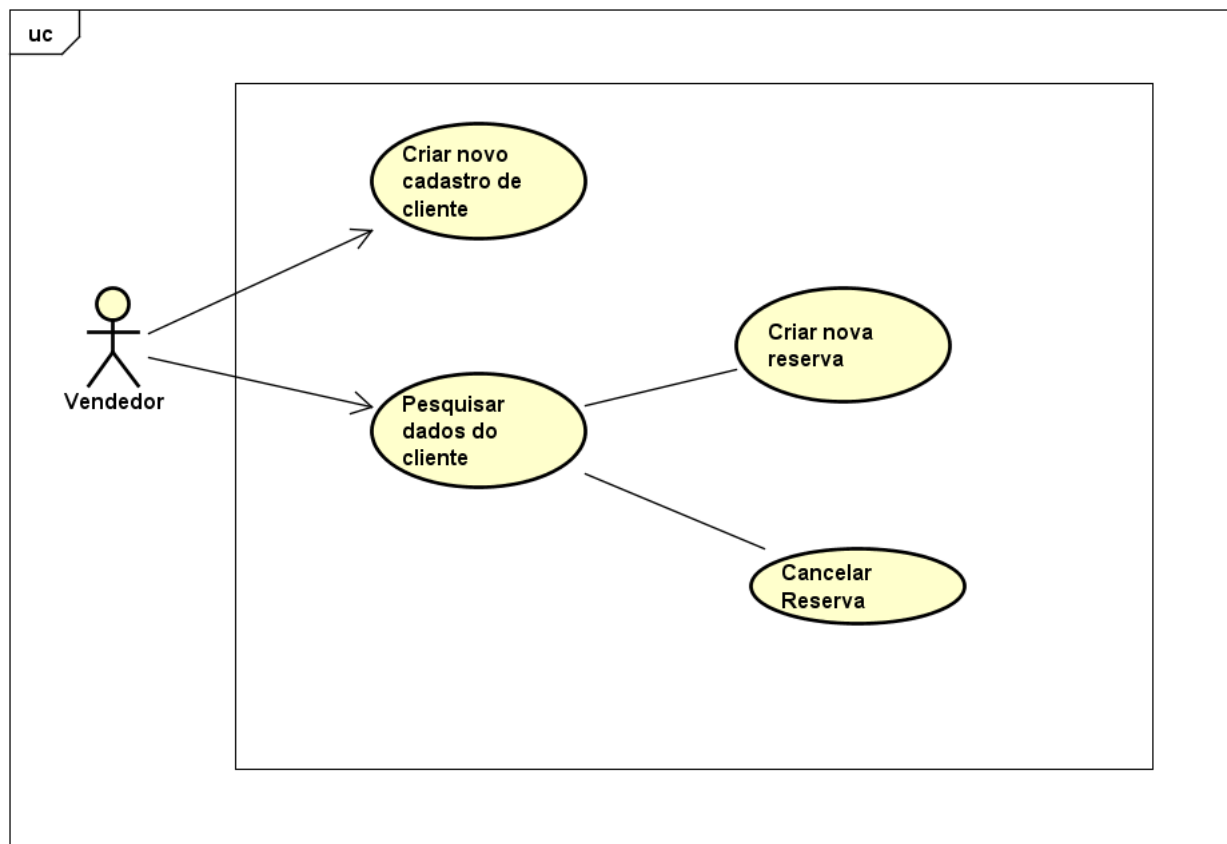 uc
Criar novo
cadastro de
cliente
Criar nova
reserva
Vendedor
Pesquisar
dados do
cliente
Cancelar
Reserva